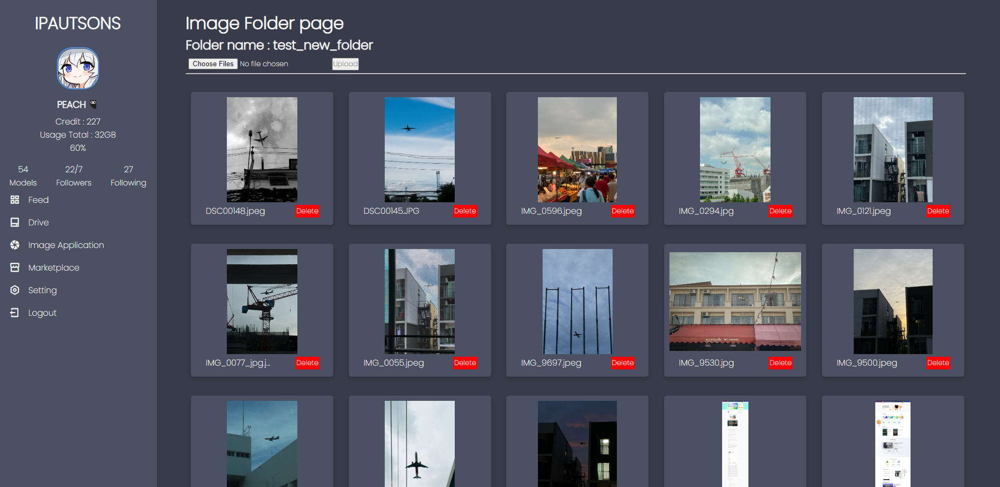 IPAUTSONS
PEACH
Credit : 227
Usage Total : 32GB
60%
54
Models
22/7
Followers
27
Following
Feed
Drive
Image Application
Marketplace
Setting
Logout
Image Folder page
Folder name : test_new_folder
Choose Files No file chosen Upload
DSC00148.jpeg Delete
DSC00145.JPG Delete
IMG_0596.jpeg Delete
IMG_0294.jpg Delete
IMG_0121.jpeg Delete
IMG_0077_jpg.j... Delete
IMG_0055.jpeg Delete
IMG_9697.jpeg Delete
IMG_9530.jpg Delete
IMG_9500.jpeg Delete